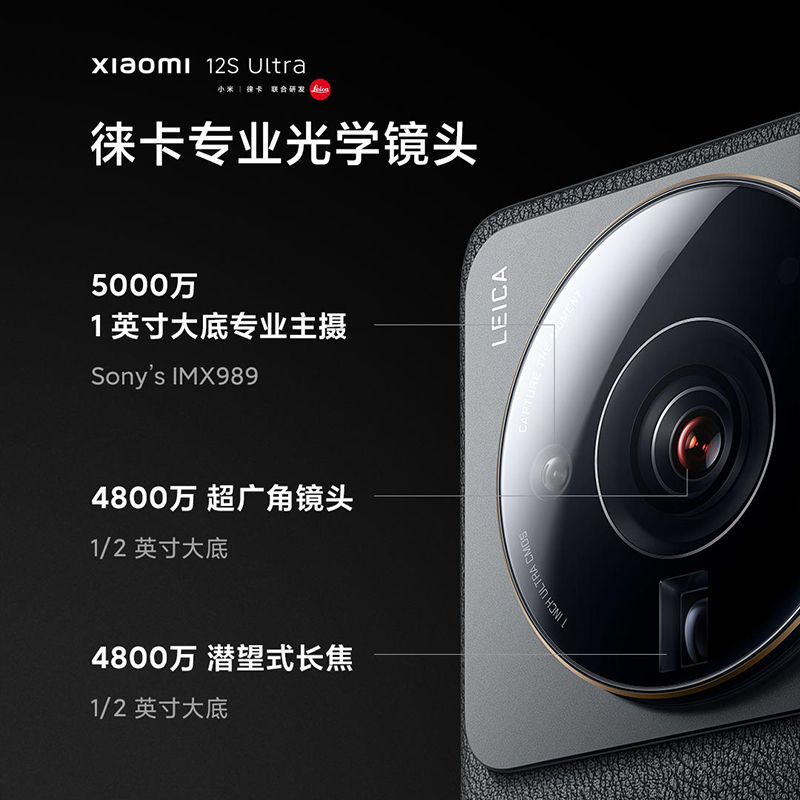 xiaomi 12S Ultra
小米 | 徕卡 联合研发 Leica
徕卡专业光学镜头
5000万
1 英寸大底专业主摄
Sony's IMX989
4800万 超广角镜头
1/2 英寸大底
4800万 潜望式长焦
1/2 英寸大底
LEICA
CAPTURE THE MOMENT
1 INCH ULTRA CMOS